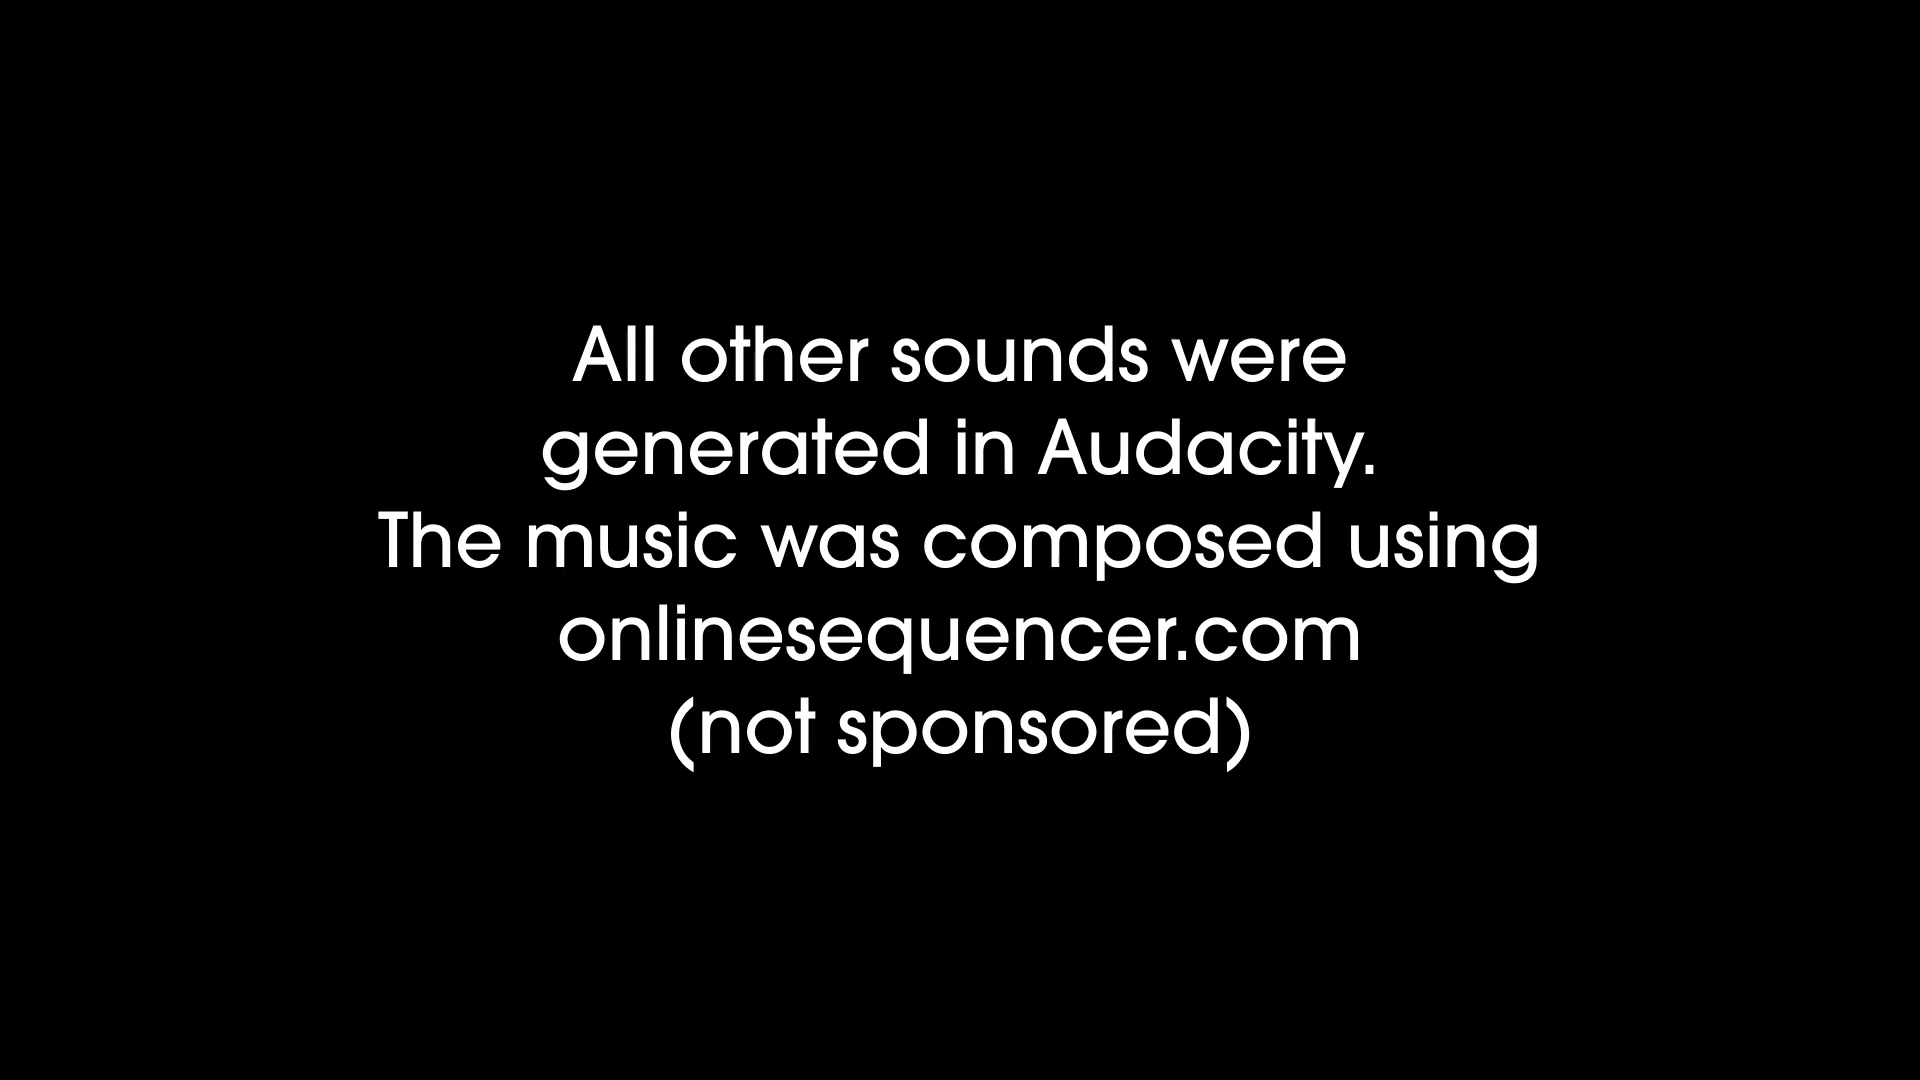 All other sounds were
generated in Audacity.
The music was composed using
onlinesequencer.com
(not sponsored)